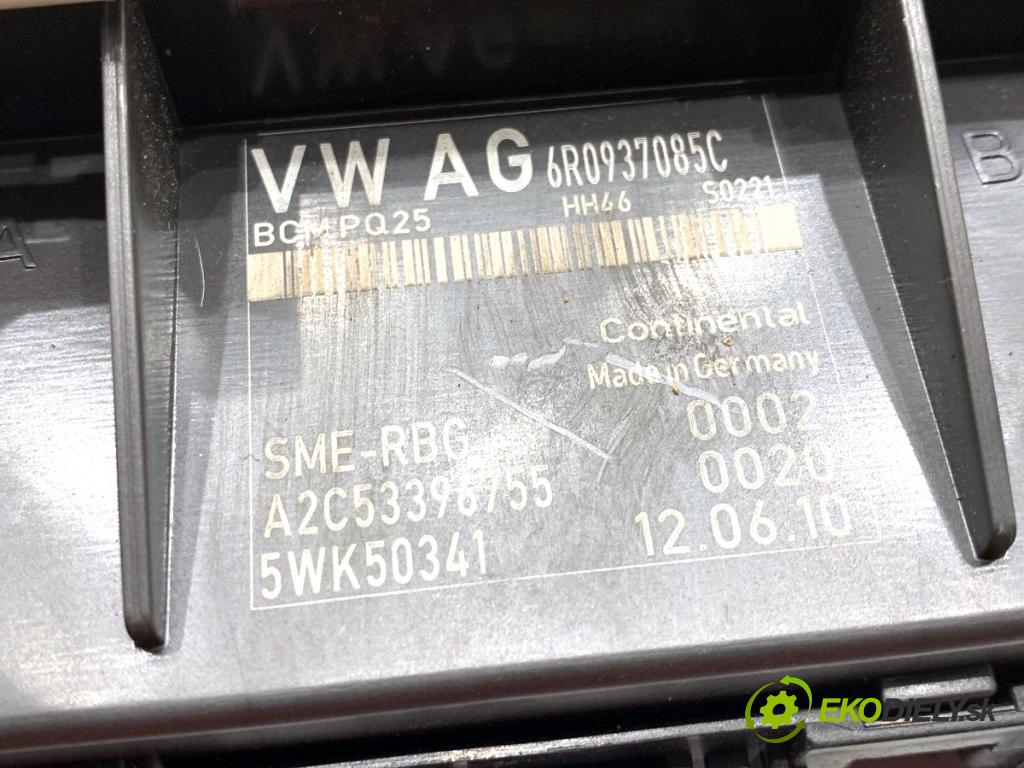 VW AG 6R0937085C
BCM PQ25 HH46 S0221
Continental
Made in Germany
SME-RBG 0002
A2C53396755 0020
5WK50341 12.06.10
A
B
EKODIELY.sk